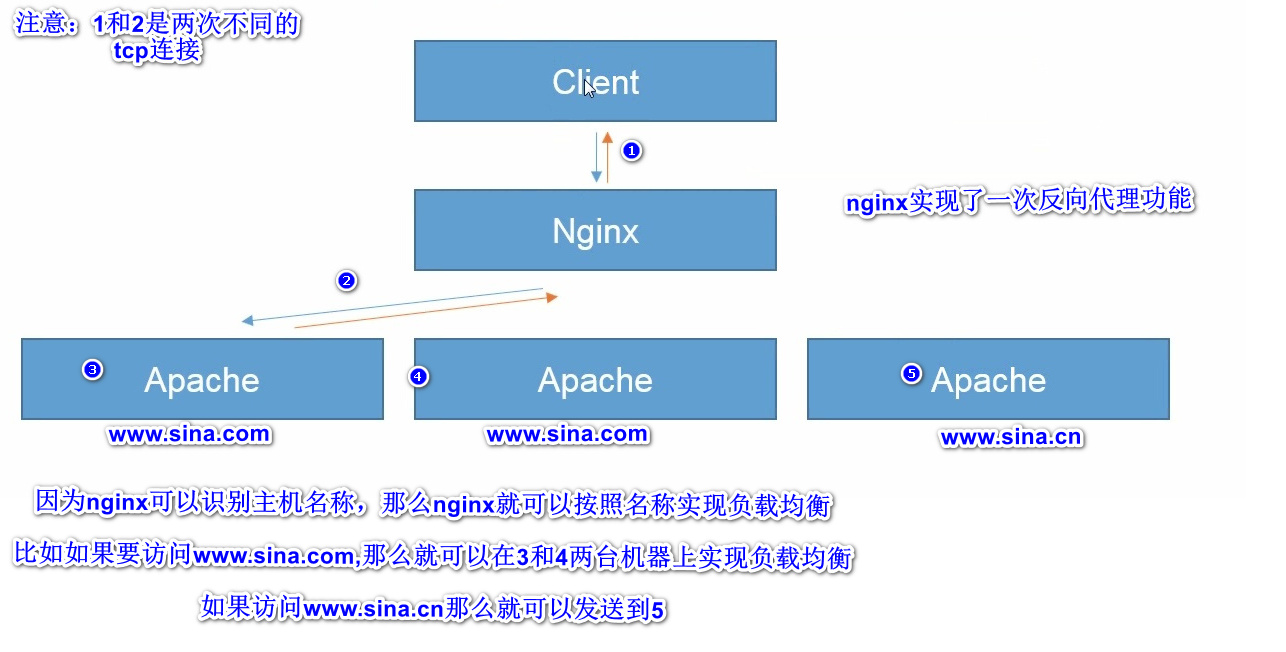 注意：1和2是两次不同的
tcp连接
Client
1
nginx实现了一次反向代理功能
Nginx
2
3
Apache
4
Apache
5
Apache
www.sina.com
www.sina.com
www.sina.cn
因为nginx可以识别主机名称，那么nginx就可以按照名称实现负载均衡
比如如果要访问www.sina.com,那么就可以在3和4两台机器上实现负载均衡
如果访问www.sina.cn那么就可以发送到5